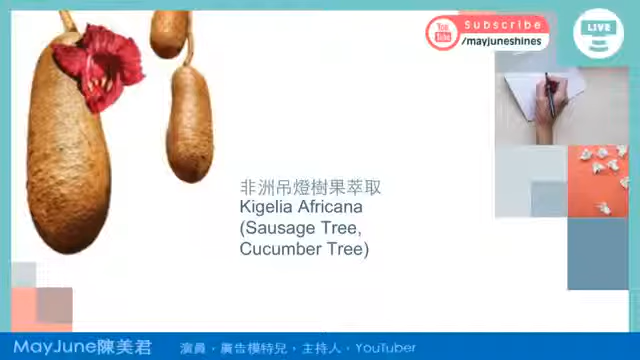 You
Tube
Subscribe
/mayjuneshines
LIVE
非洲吊燈樹果萃取
Kigelia Africana
(Sausage Tree,
Cucumber Tree)
MayJune陳美君
演員，廣告模特兒，主持人，YouTuber